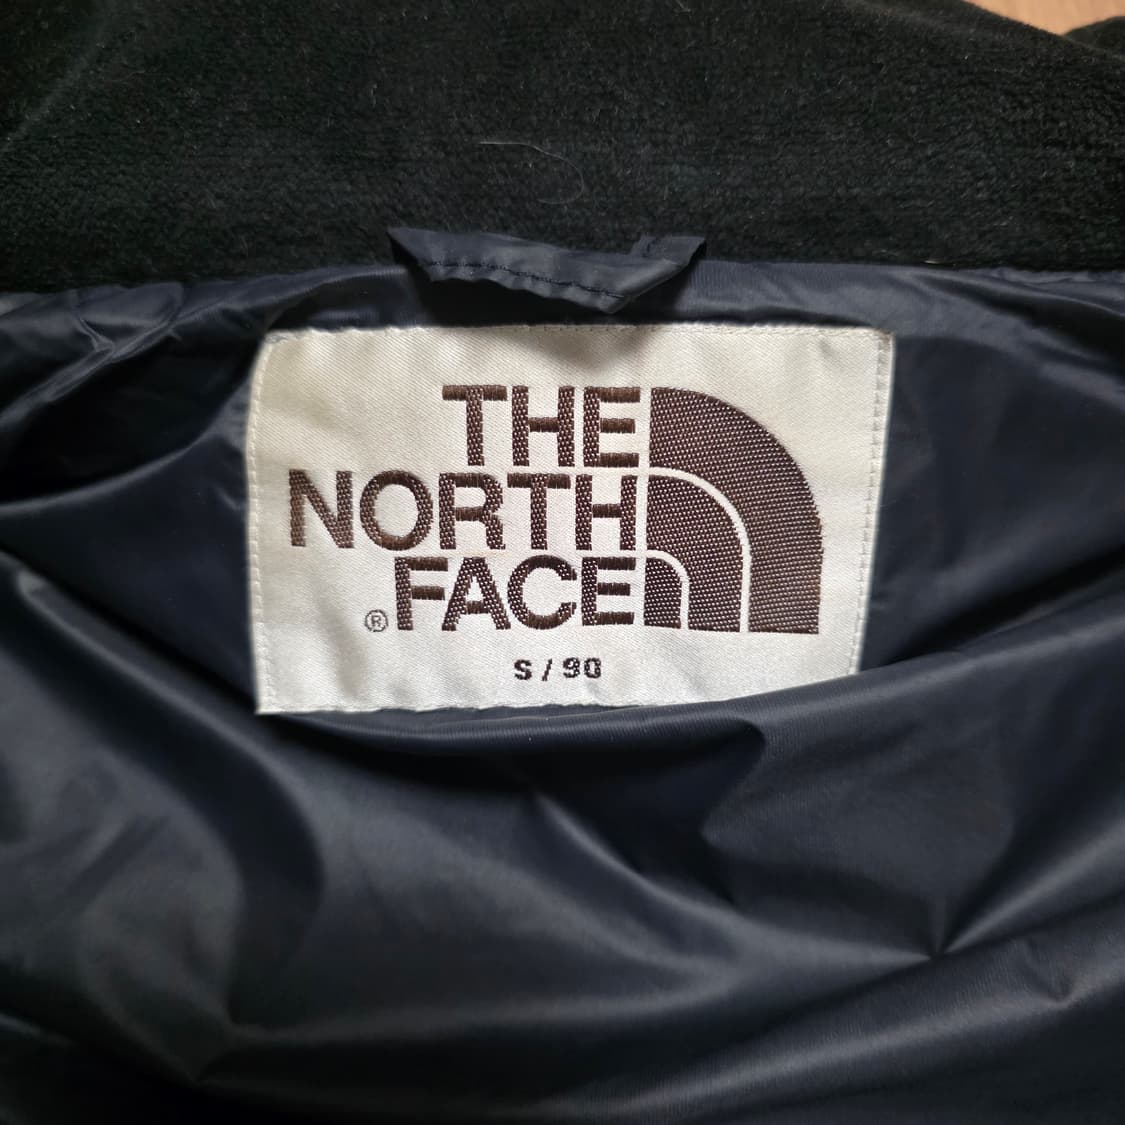 THE
NORTH
FACE
®
S / 90